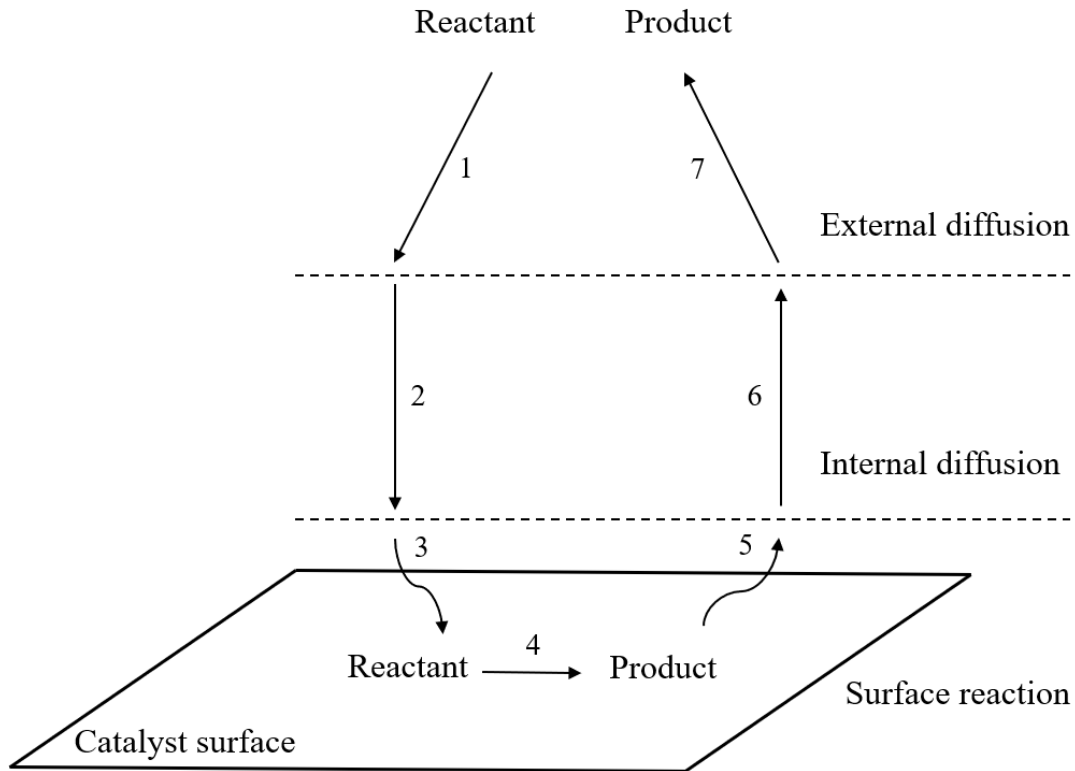 Reactant Product
1 7
External diffusion
2 6
Internal diffusion
3 5
4
Reactant Product
Surface reaction
Catalyst surface